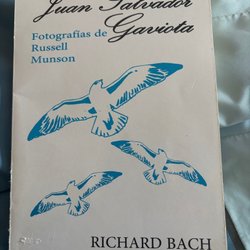 Juan Salvador
Gaviota
Fotografías de
Russell
Munson
RICHARD BACH